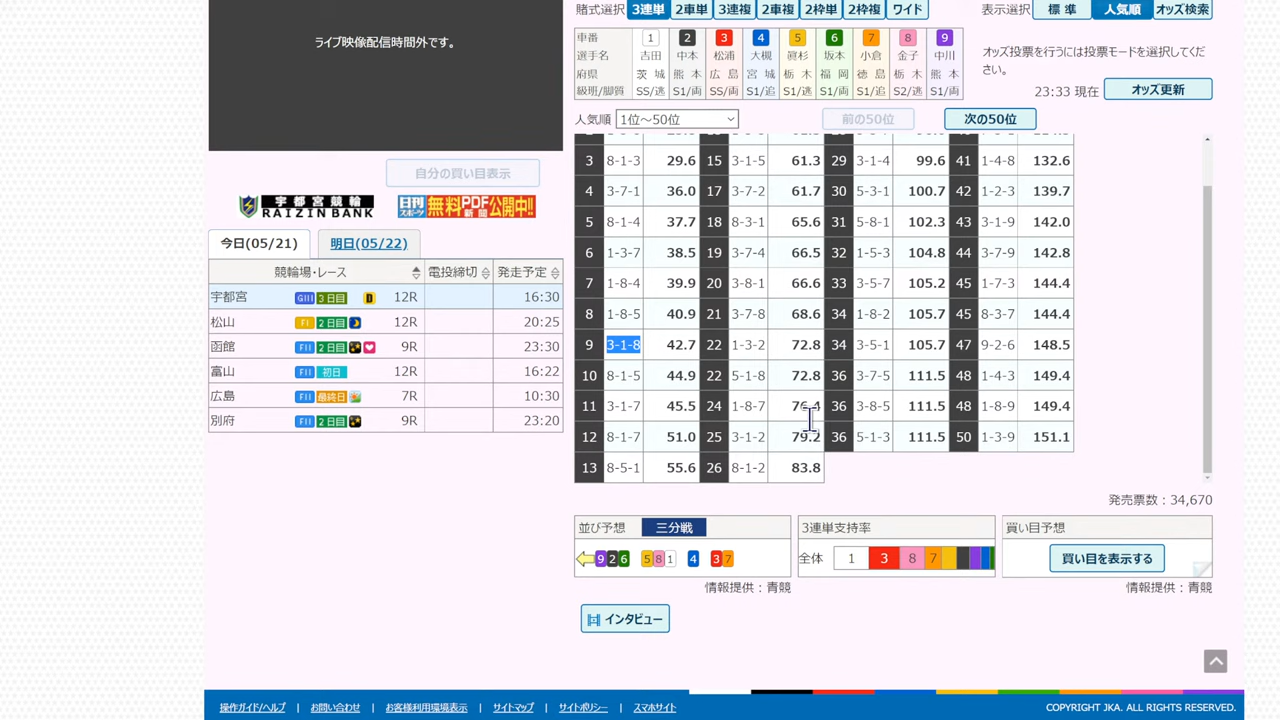 ライブ映像配信時間外です。
自分の買い目表示
宇都宮競輪
RAIZIN BANK
日刊スポーツ 無料PDF新聞公開中!!
今日(05/21) 明日(05/22)
競輪場・レース 電投締切 発走予定
宇都宮 GIII 3日目 D 12R 16:30
松山 FI 2日目 12R 20:25
函館 FII 2日目 9R 23:30
富山 FII 初日 12R 16:22
広島 FII 最終日 7R 10:30
別府 FII 2日目 9R 23:20
賭式選択 3連単 2車単 3連複 2車複 2枠単 2枠複 ワイド
表示選択 標準 人気順 オッズ検索
車番 1 2 3 4 5 6 7 8 9
選手名 吉田 中本 松浦 大槻 眞杉 坂本 小倉 金子 中川
府県 茨城 熊本 広島 宮城 栃木 福岡 徳島 栃木 熊本
級班/脚質 SS/逃 S1/両 SS/両 S1/追 S1/逃 S1/両 S1/追 S2/逃 S1/両
オッズ投票を行うには投票モードを選択してください。
23:33 現在 オッズ更新
人気順 1位～50位 前の50位 次の50位
3 8-1-3 29.6 15 3-1-5 61.3 29 3-1-4 99.6 41 1-4-8 132.6
4 3-7-1 36.0 17 3-7-2 61.7 30 5-3-1 100.7 42 1-2-3 139.7
5 8-1-4 37.7 18 8-3-1 65.6 31 5-8-1 102.3 43 3-1-9 142.0
6 1-3-7 38.5 19 3-7-4 66.5 32 1-5-3 104.8 44 3-7-9 142.8
7 1-8-4 39.9 20 3-8-1 66.6 33 3-5-7 105.2 45 1-7-3 144.4
8 1-8-5 40.9 21 3-7-8 68.6 34 1-8-2 105.7 45 8-3-7 144.4
9 3-1-8 42.7 22 1-3-2 72.8 34 3-5-1 105.7 47 9-2-6 148.5
10 8-1-5 44.9 22 5-1-8 72.8 36 3-7-5 111.5 48 1-4-3 149.4
11 3-1-7 45.5 24 1-8-7 76.4 36 3-8-5 111.5 48 1-8-9 149.4
12 8-1-7 51.0 25 3-1-2 79.2 36 5-1-3 111.5 50 1-3-9 151.1
13 8-5-1 55.6 26 8-1-2 83.8
発売票数：34,670
並び予想 三分戦
9 2 6 5 8 1 4 3 7
情報提供：青競
3連単支持率
全体 1 3 8 7
買い目予想
買い目を表示する
情報提供：青競
インタビュー
操作ガイド/ヘルプ お問い合わせ お客様利用環境表示 サイトマップ サイトポリシー スマホサイト
COPYRIGHT JKA. ALL RIGHTS RESERVED.